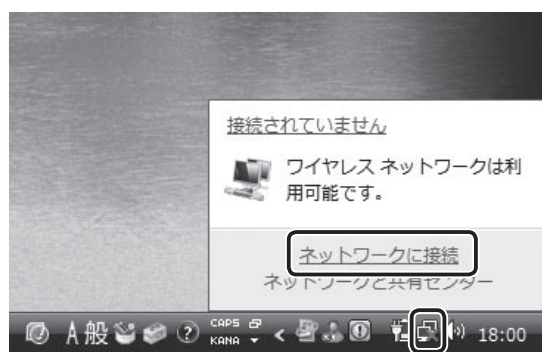 接続されていません
ワイヤレス ネットワークは利
用可能です。
ネットワークに接続
ネットワークと共有センター
A 般
CAPS
KANA
18:00